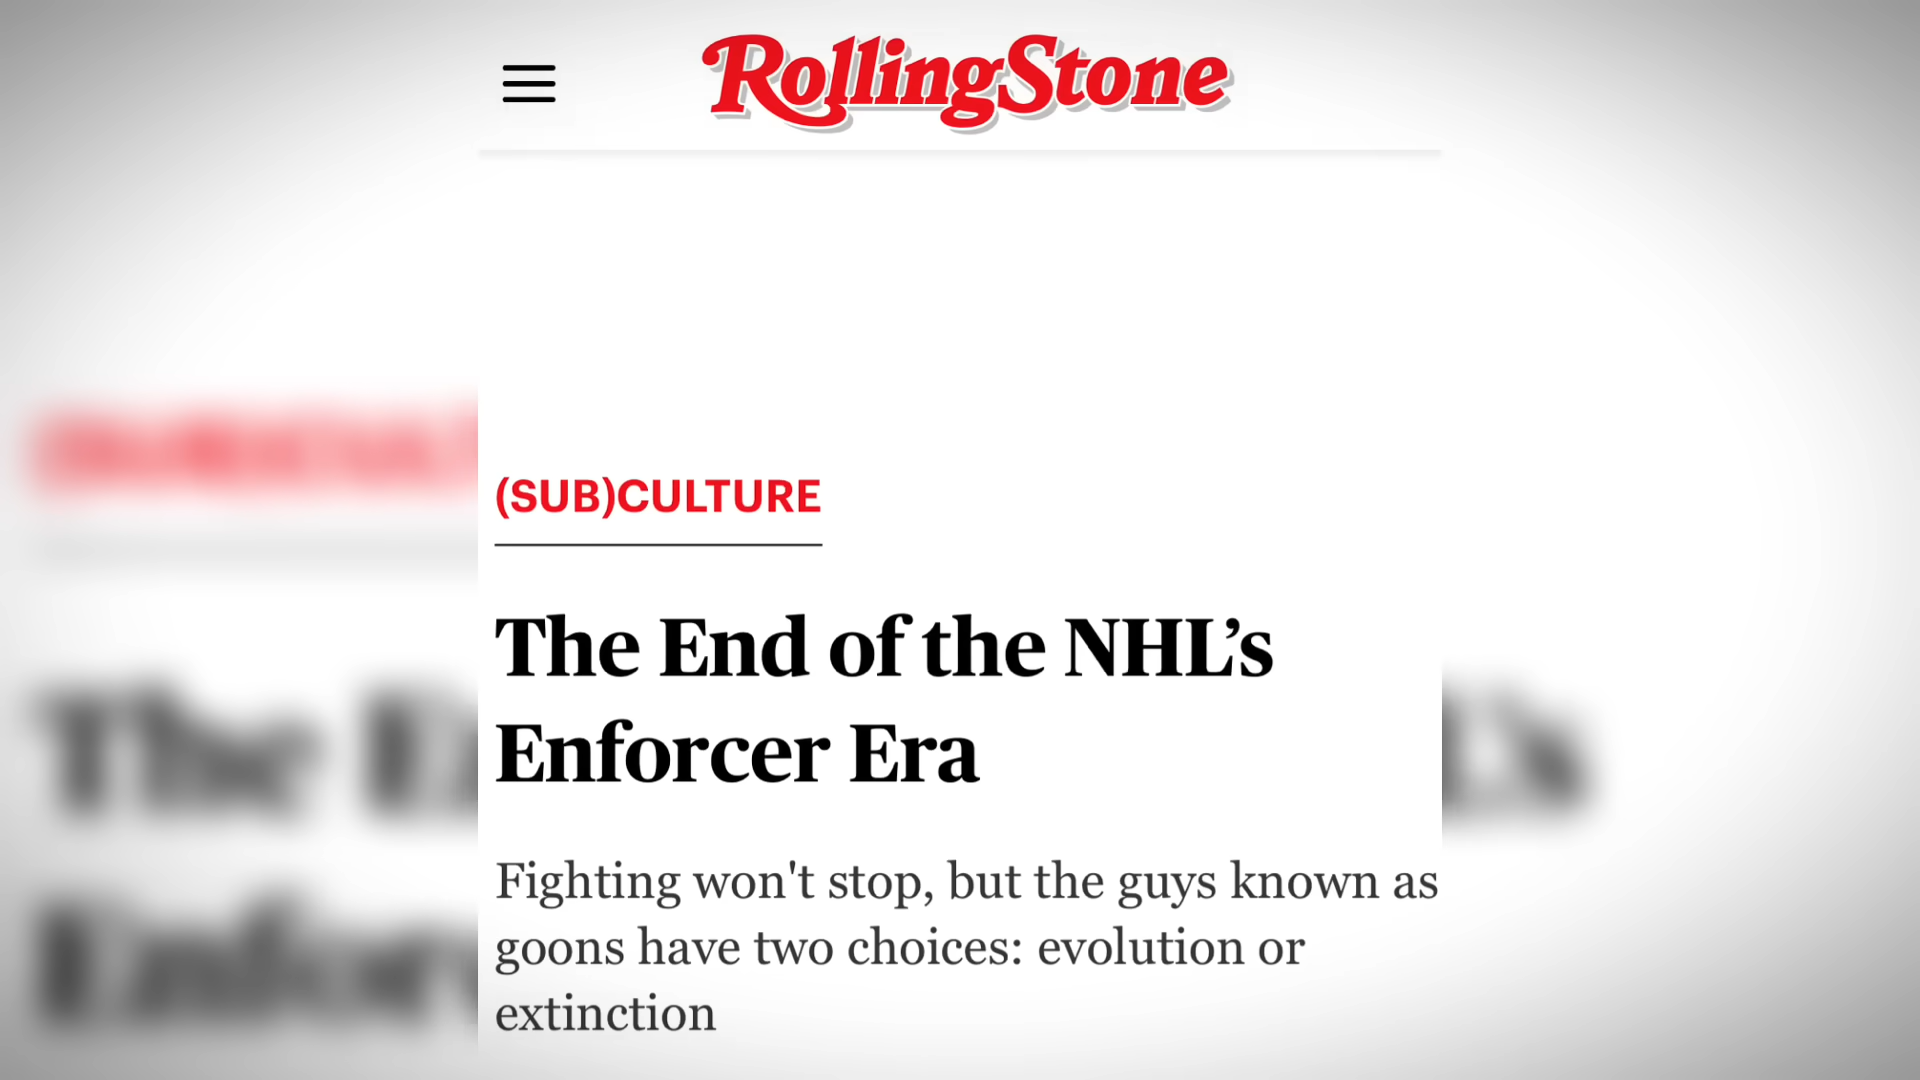 RollingStone
(SUB)CULTURE
The End of the NHL’s
Enforcer Era
Fighting won't stop, but the guys known as
goons have two choices: evolution or
extinction